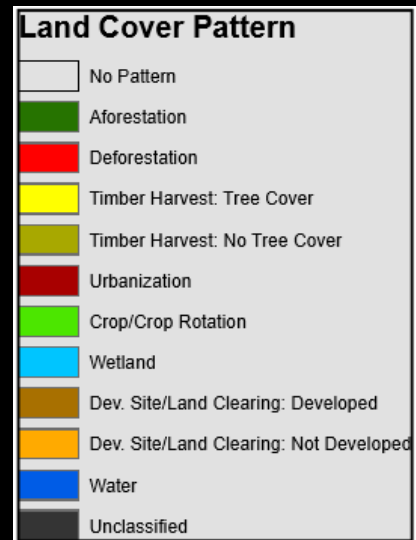 Land Cover Pattern
No Pattern
Aforestation
Deforestation
Timber Harvest: Tree Cover
Timber Harvest: No Tree Cover
Urbanization
Crop/Crop Rotation
Wetland
Dev. Site/Land Clearing: Developed
Dev. Site/Land Clearing: Not Developed
Water
Unclassified